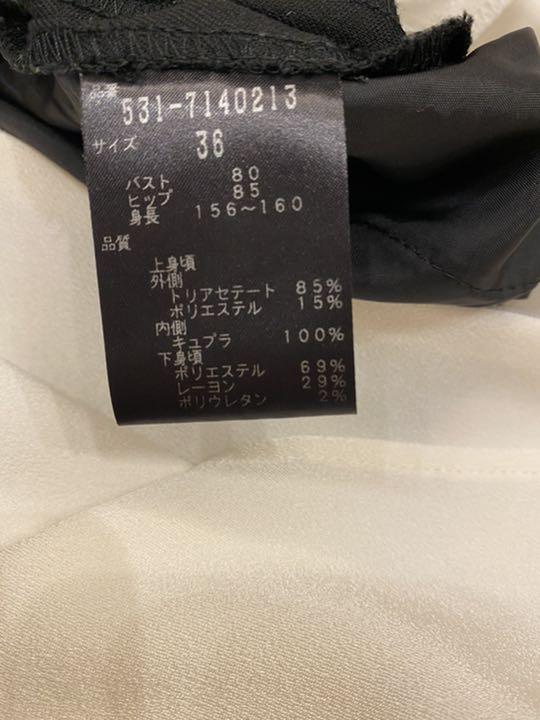 品番
531-7140213
サイズ 36
バスト 80
ヒップ 85
身長 156～160
品質
上身頃
外側
トリアセテート 85%
ポリエステル 15%
内側
キュプラ 100%
下身頃
ポリエステル 69%
レーヨン 29%
ポリウレタン 2%